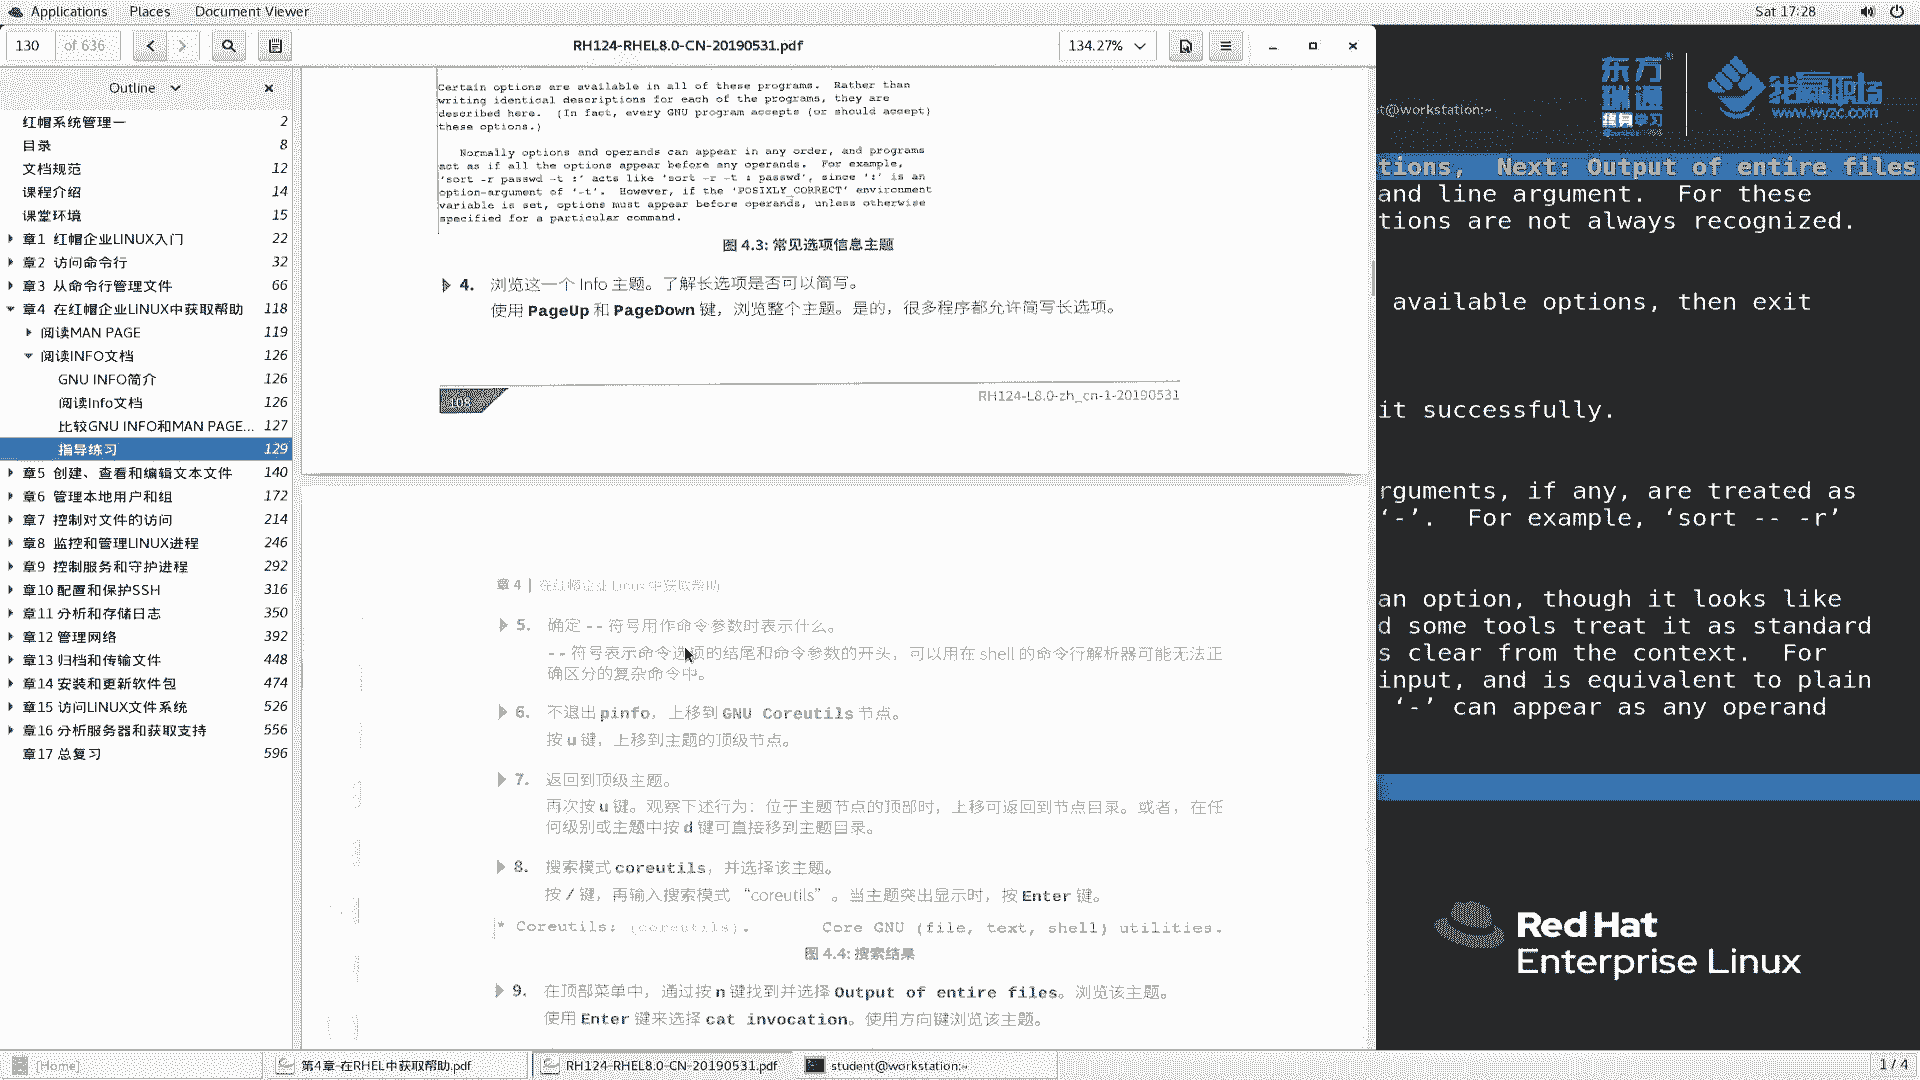 Applications Places Document Viewer
Sat 17:28
130 of 636
RH124-RHEL8.0-CN-20190531.pdf
134.27%
Outline
红帽系统管理一 2
目录 8
文档规范 12
课程介绍 14
课堂环境 15
章1 红帽企业LINUX入门 22
章2 访问命令行 32
章3 从命令行管理文件 66
章4 在红帽企业LINUX中获取帮助 118
阅读MAN PAGE 119
阅读INFO文档 126
GNU INFO简介 126
阅读Info文档 126
比较GNU INFO和MAN PAGE... 127
指导练习 129
章5 创建、查看和编辑文本文件 140
章6 管理本地用户和组 172
章7 控制对文件的访问 214
章8 监控和管理LINUX进程 246
章9 控制服务和守护进程 292
章10 配置和保护SSH 316
章11 分析和存储日志 350
章12 管理网络 392
章13 归档和传输文件 448
章14 安装和更新软件包 474
章15 访问LINUX文件系统 526
章16 分析服务器和获取支持 556
章17 总复习 596
Certain options are available in all of these programs. Rather than
writing identical descriptions for each of the programs, they are
described here. (In fact, every GNU program accepts (or should accept)
these options.)
Normally options and operands can appear in any order, and programs
act as if all the options appear before any operands. For example,
‘sort -r passwd -t :’ acts like ‘sort -r -t : passwd’, since ‘:’ is an
option-argument of ‘-t’. However, if the ‘POSIXLY_CORRECT’ environment
variable is set, options must appear before operands, unless otherwise
specified for a particular command.
图 4.3: 常见选项信息主题
4. 浏览这一个 Info 主题。了解长选项是否可以简写。
使用 PageUp 和 PageDown 键，浏览整个主题。是的，很多程序都允许简写长选项。
108
RH124-L8.0-zh_cn-1-20190531
章 4 | 在红帽企业 Linux 中获取帮助
5. 确定 -- 符号用作命令参数时表示什么。
-- 符号表示命令选项的结尾和命令参数的开头，可以用在 shell 的命令行解析器可能无法正
确区分的复杂命令中。
6. 不退出 pinfo，上移到 GNU Coreutils 节点。
按 u 键，上移到主题的顶级节点。
7. 返回到顶级主题。
再次按 u 键。观察下述行为：位于主题节点的顶部时，上移可返回到节点目录。或者，在任
何级别或主题中按 d 键可直接移到主题目录。
8. 搜索模式 coreutils，并选择该主题。
按 / 键，再输入搜索模式 “coreutils”。当主题突出显示时，按 Enter 键。
* Coreutils: (coreutils). Core GNU (file, text, shell) utilities.
图 4.4: 搜索结果
9. 在顶部菜单中，通过按 n 键找到并选择 Output of entire files。浏览该主题。
使用 Enter 键来选择 cat invocation。使用方向键浏览该主题。
东方瑞通
终身学习
我赢职场
www.wyzc.com
t@workstation:~
tions, Next: Output of entire files
and line argument. For these
tions are not always recognized.
available options, then exit
it successfully.
rguments, if any, are treated as
‘-’. For example, ‘sort -- -r’
an option, though it looks like
d some tools treat it as standard
s clear from the context. For
input, and is equivalent to plain
‘-’ can appear as any operand
Red Hat
Enterprise Linux
[Home]
第4章-在RHEL中获取帮助.pdf
RH124-RHEL8.0-CN-20190531.pdf
student@workstation:~
1 / 4